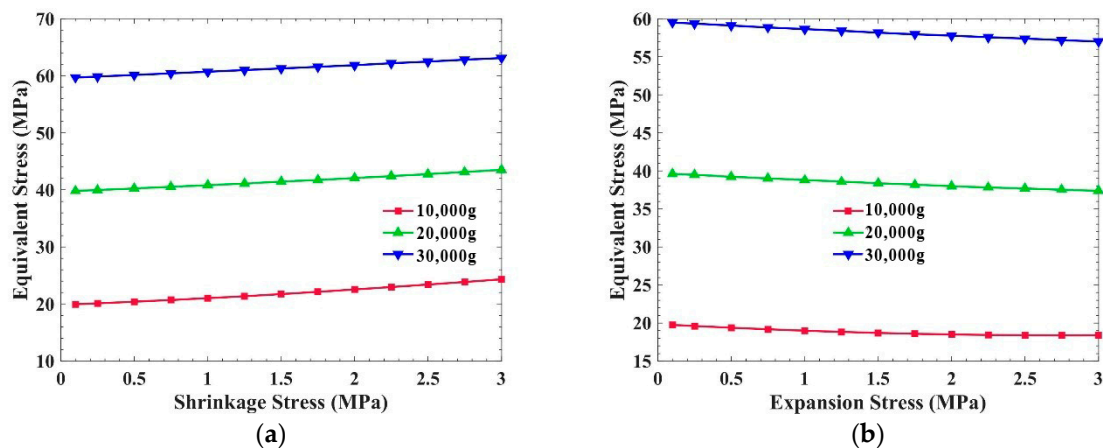 70
60
50
40
30
20
10
Equivalent Stress (MPa)
10,000g
20,000g
30,000g
0 0.5 1 1.5 2 2.5 3
Shrinkage Stress (MPa)
(a)
60
55
50
45
40
35
30
25
20
15
Equivalent Stress (MPa)
10,000g
20,000g
30,000g
0 0.5 1 1.5 2 2.5 3
Expansion Stress (MPa)
(b)